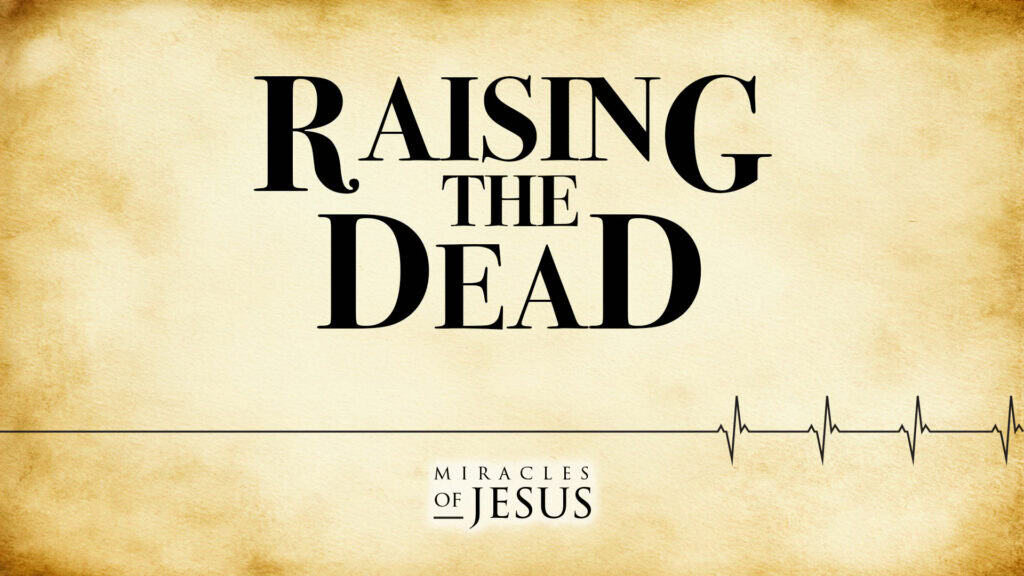 RAISING
THE
DEAD
MIRACLES
OF JESUS